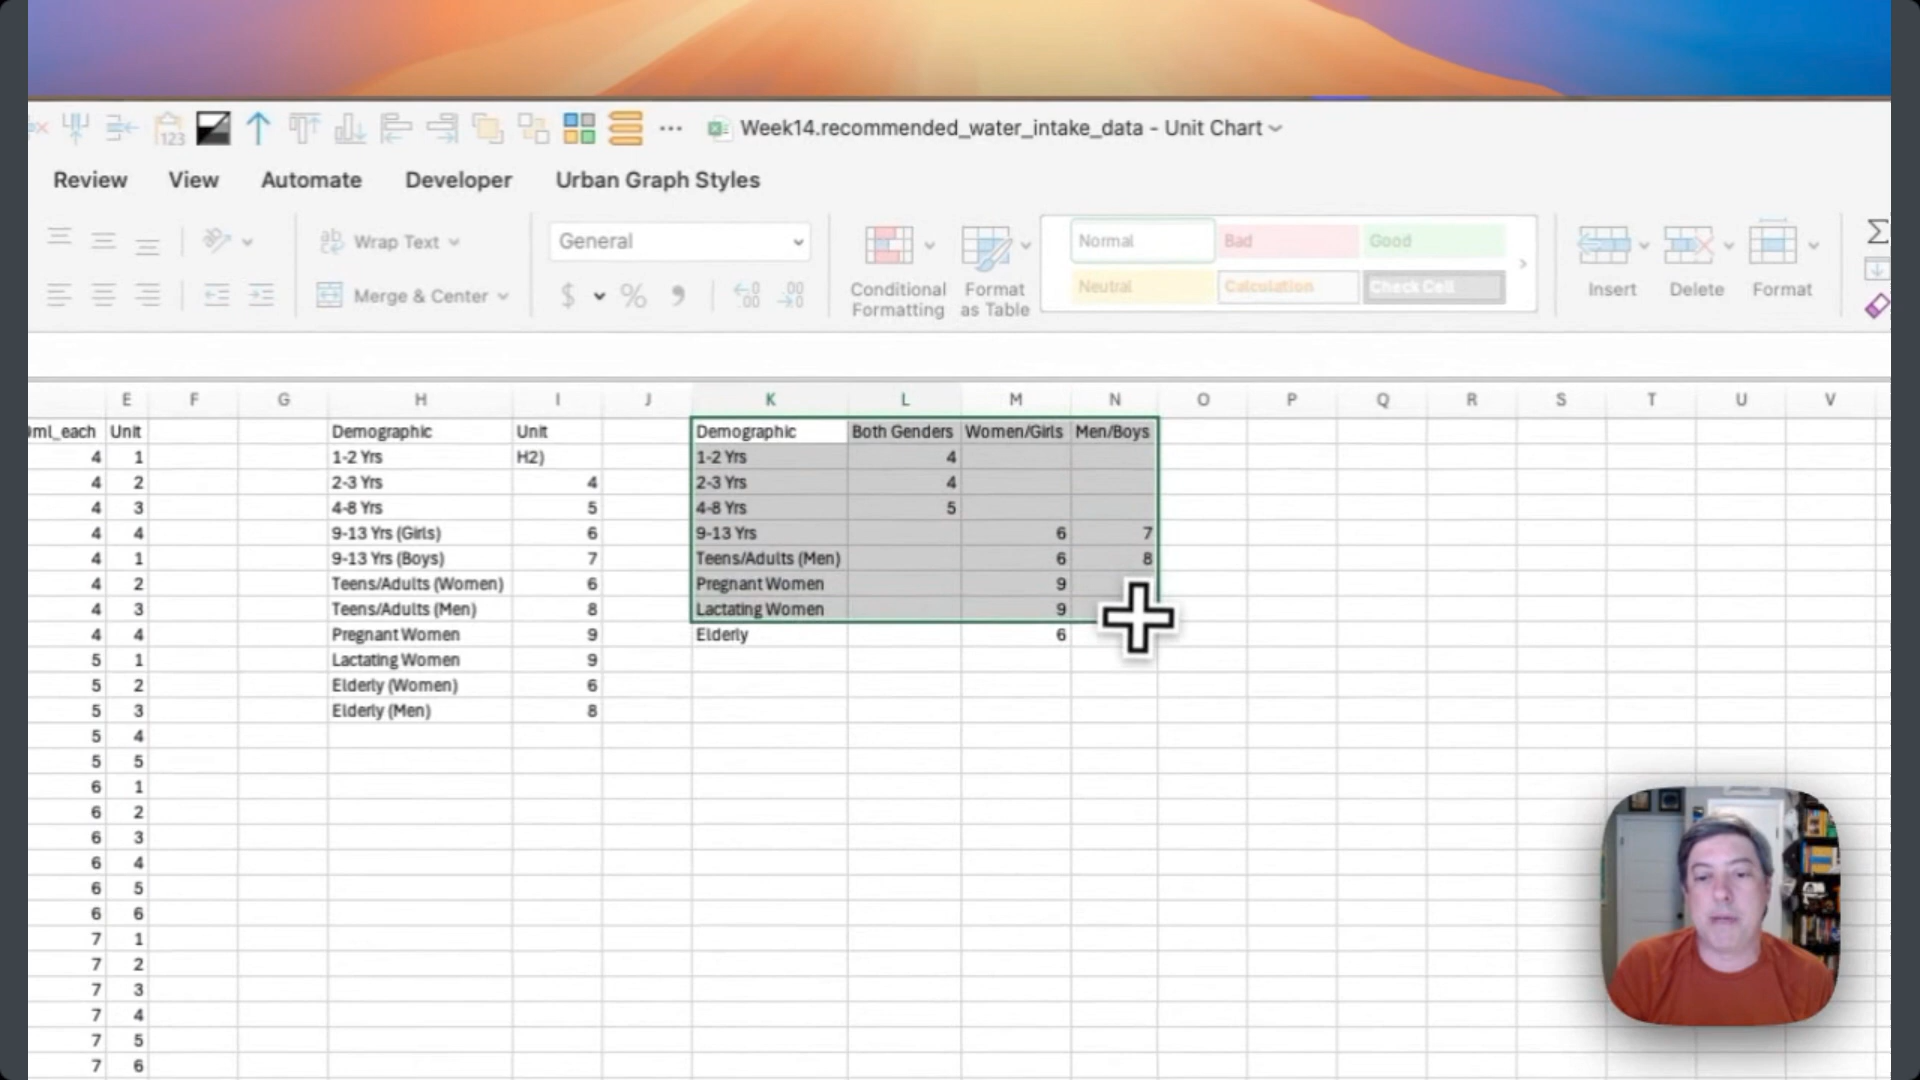 123
Week14.recommended_water_intake_data - Unit Chart
Review View Automate Developer Urban Graph Styles
ab Wrap Text General Normal Bad Good
Merge & Center $ % Conditional Formatting Format as Table Neutral Calculation Check Cell Insert Delete Format
E F G H I J K L M N O P Q R S T U V
ml_each Unit Demographic Unit Demographic Both Genders Women/Girls Men/Boys
4 1 1-2 Yrs H2) 1-2 Yrs 4
4 2 2-3 Yrs 4 2-3 Yrs 4
4 3 4-8 Yrs 5 4-8 Yrs 5
4 4 9-13 Yrs (Girls) 6 9-13 Yrs 6 7
4 1 9-13 Yrs (Boys) 7 Teens/Adults (Men) 6 8
4 2 Teens/Adults (Women) 6 Pregnant Women 9
4 3 Teens/Adults (Men) 8 Lactating Women 9
4 4 Pregnant Women 9 Elderly 6
5 1 Lactating Women 9
5 2 Elderly (Women) 6
5 3 Elderly (Men) 8
5 4
5 5
6 1
6 2
6 3
6 4
6 5
6 6
7 1
7 2
7 3
7 4
7 5
7 6